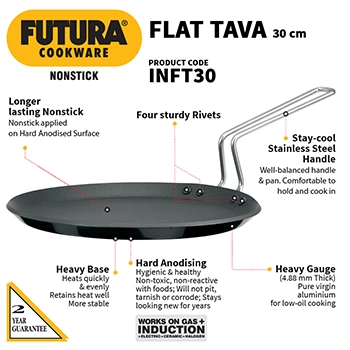 FUTURA®
COOKWARE
NONSTICK
FLAT TAVA 30 cm
PRODUCT CODE
INFT30
Longer
lasting Nonstick
Nonstick applied
on Hard Anodised Surface
Four sturdy Rivets
Stay-cool
Stainless Steel
Handle
Well-balanced handle
& pan. Comfortable to
hold and cook in
Heavy Base
Heats quickly
& evenly
Retains heat well
More stable
Hard Anodising
Hygienic & healthy
Non-toxic, non-reactive
with foods; Will not pit,
tarnish or corrode; Stays
looking new for years
Heavy Gauge
(4.88 mm Thick)
Pure virgin
aluminium
for low-oil cooking
2
YEAR
GUARANTEE
WORKS ON GAS +
INDUCTION
+ELECTRIC+CERAMIC+HALOGEN